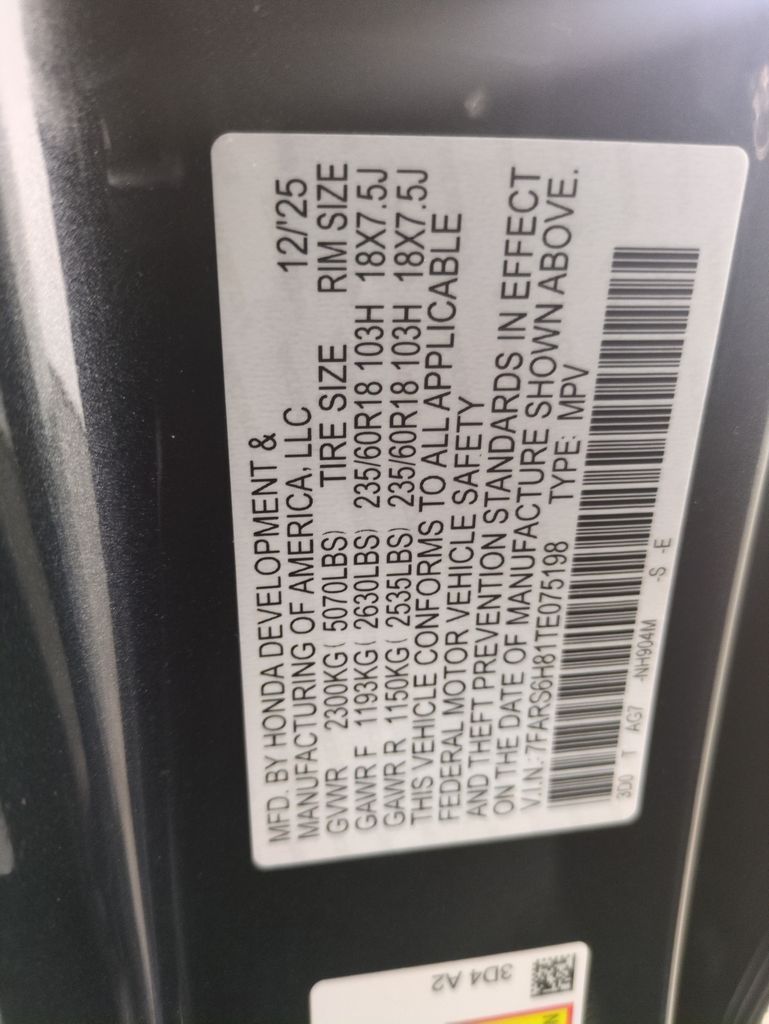 MFD. BY HONDA DEVELOPMENT &
MANUFACTURING OF AMERICA, LLC 12/'25
GVWR 2300KG( 5070LBS) TIRE SIZE RIM SIZE
GAWR F 1193KG( 2630LBS) 235/60R18 103H 18X7.5J
GAWR R 1150KG( 2535LBS) 235/60R18 103H 18X7.5J
THIS VEHICLE CONFORMS TO ALL APPLICABLE
FEDERAL MOTOR VEHICLE SAFETY
AND THEFT PREVENTION STANDARDS IN EFFECT
ON THE DATE OF MANUFACTURE SHOWN ABOVE.
V.I.N.:7FARS6H81TE075198 TYPE: MPV
3D0 T AG7 -NH904M -S -E
3D4 A2